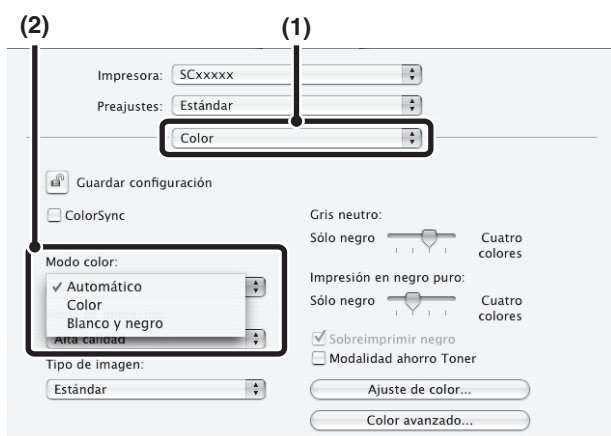 (2)
(1)
Impresora: SCxxxxx
Preajustes: Estándar
Color
Guardar configuración
ColorSync
Modo color:
✓ Automático
Color
Blanco y negro
Alta calidad
Tipo de imagen:
Estándar
Gris neutro:
Sólo negro Cuatro
colores
Impresión en negro puro:
Sólo negro Cuatro
colores
Sobreimprimir negro
Modalidad ahorro Toner
Ajuste de color...
Color avanzado...